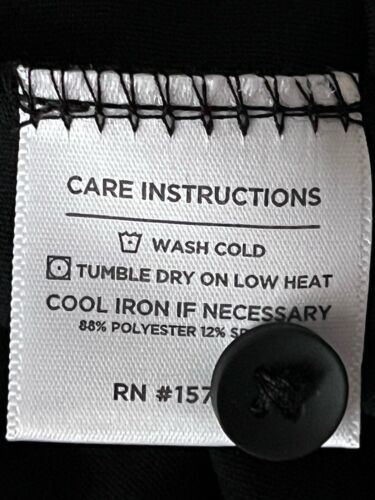 CARE INSTRUCTIONS
WASH COLD
TUMBLE DRY ON LOW HEAT
COOL IRON IF NECESSARY
88% POLYESTER 12%
RN #157